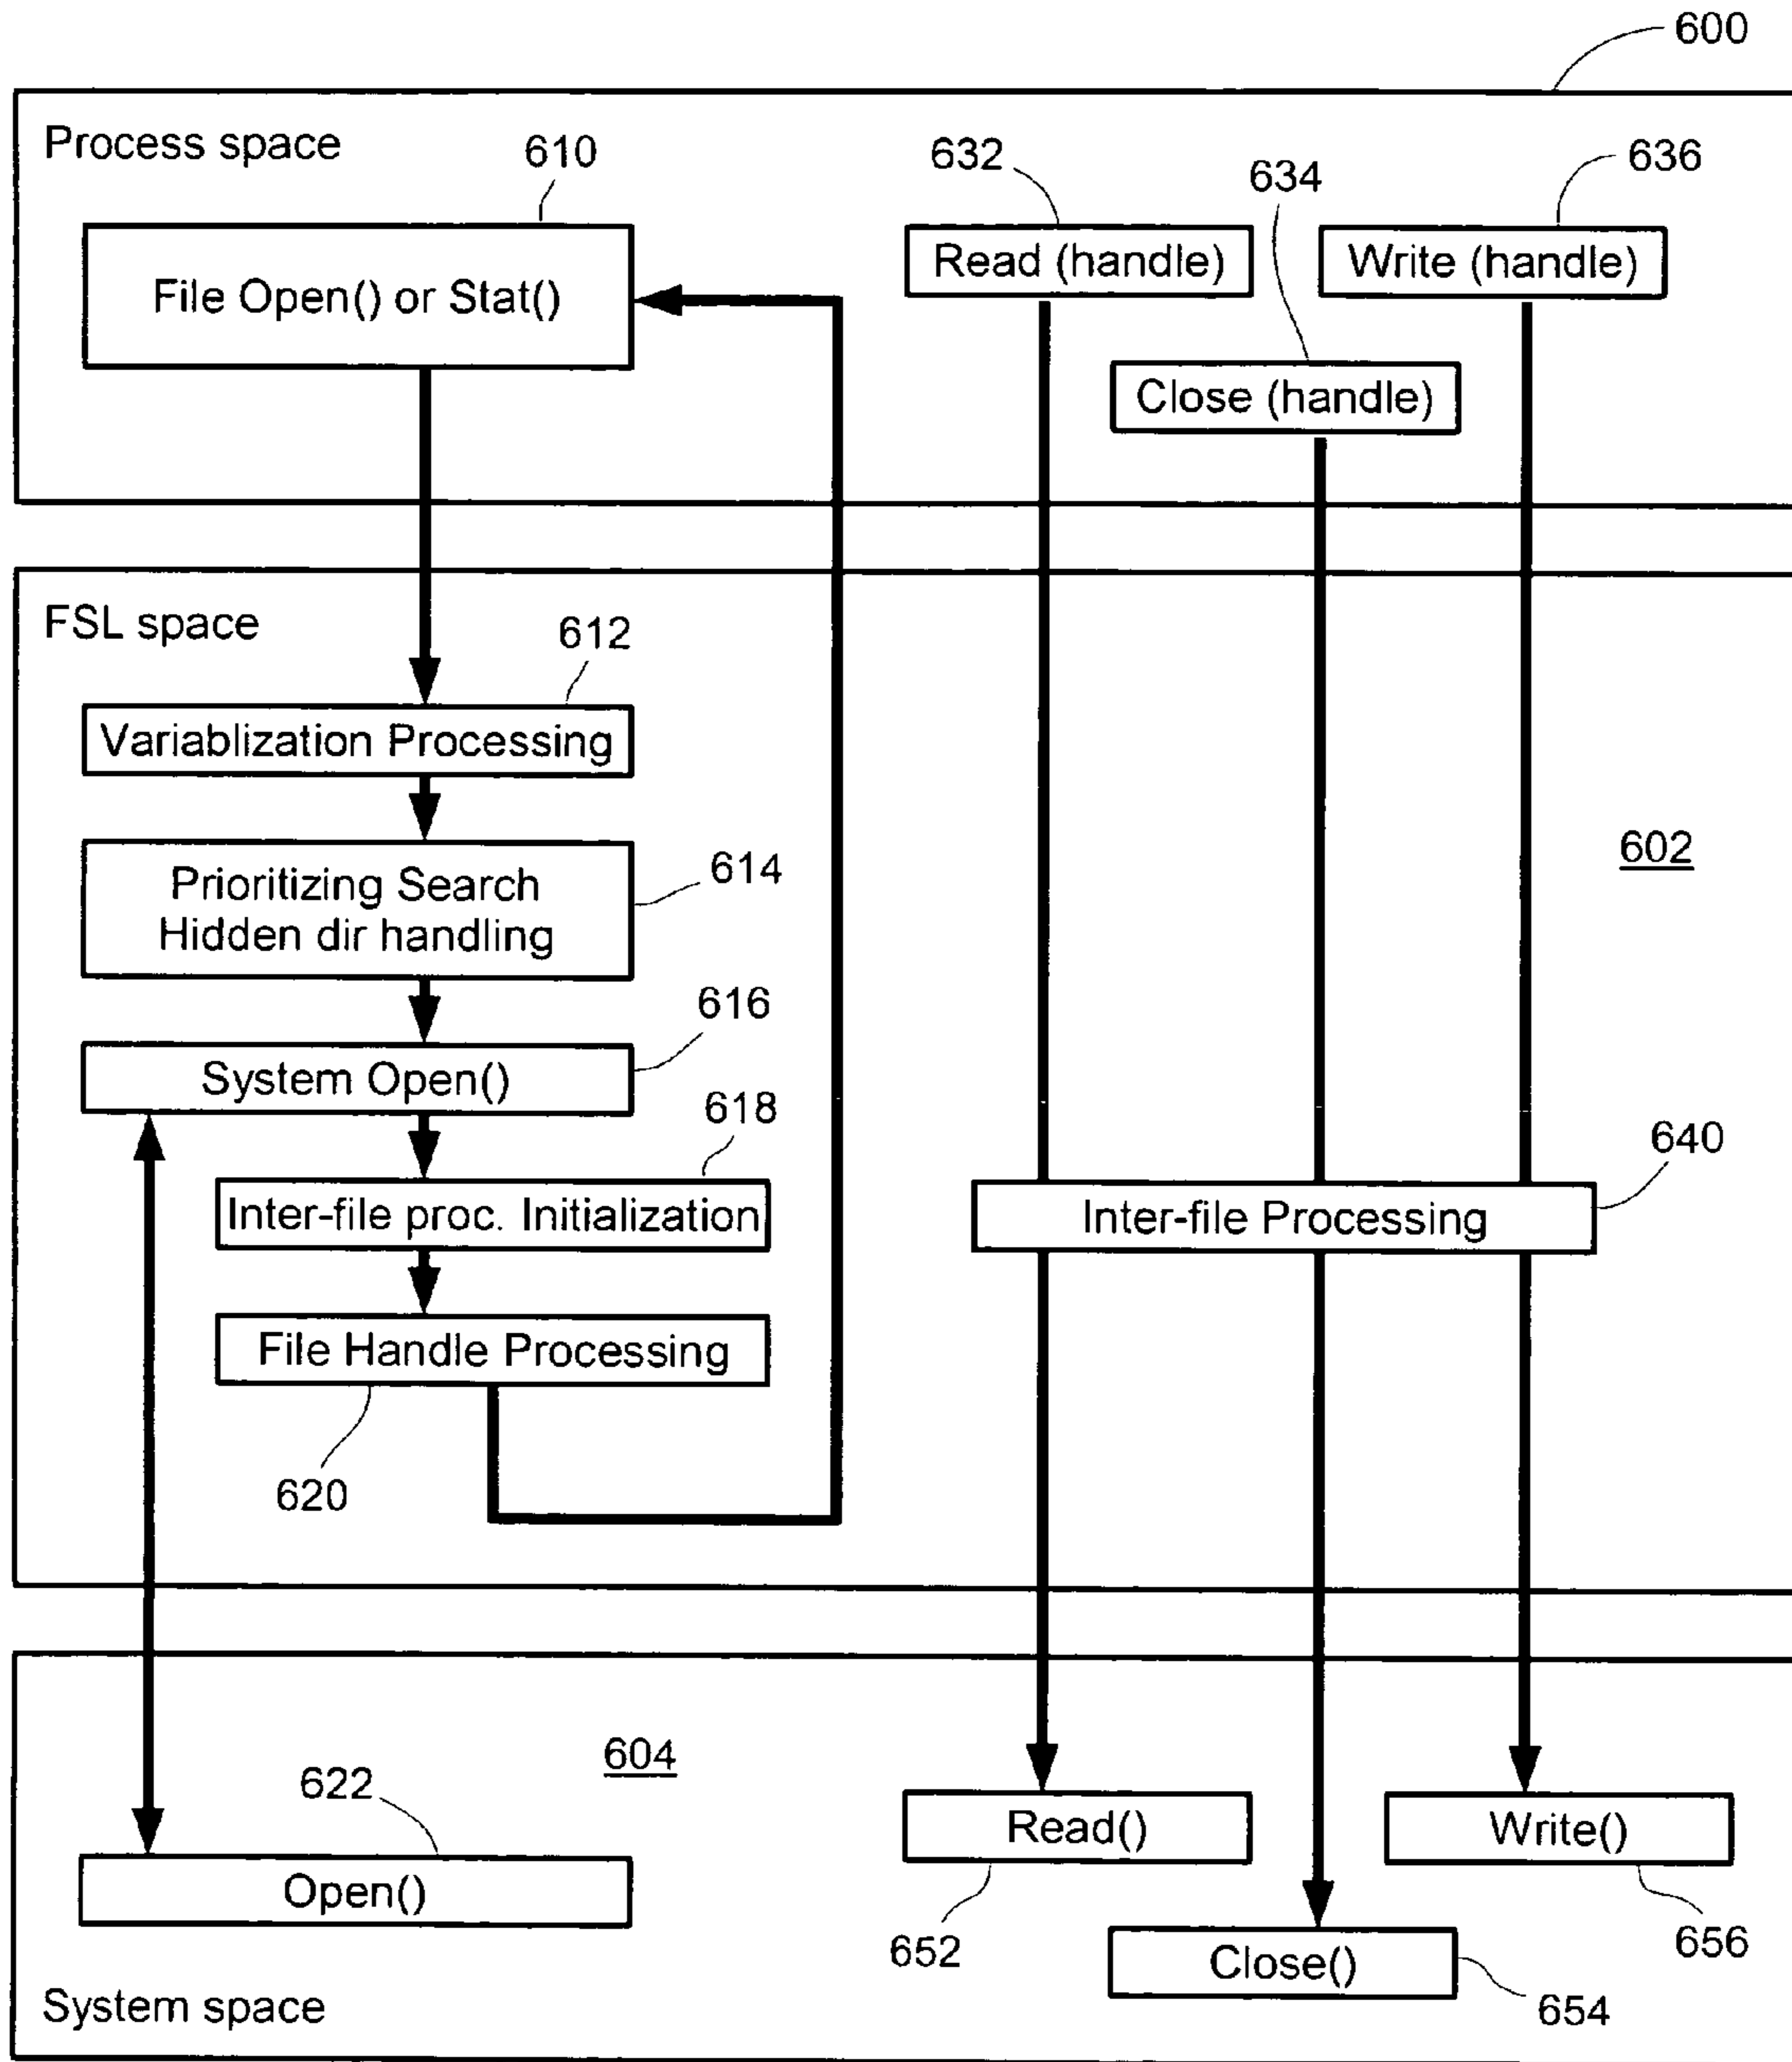 600
Process space
610
632
634
636
File Open() or Stat()
Read (handle)
Write (handle)
Close (handle)
FSL space
612
Variablization Processing
614
Prioritizing Search
Hidden dir handling
602
616
System Open()
618
640
Inter-file proc. Initialization
Inter-file Processing
File Handle Processing
620
604
622
Read()
Write()
Open()
652
656
Close()
654
System space